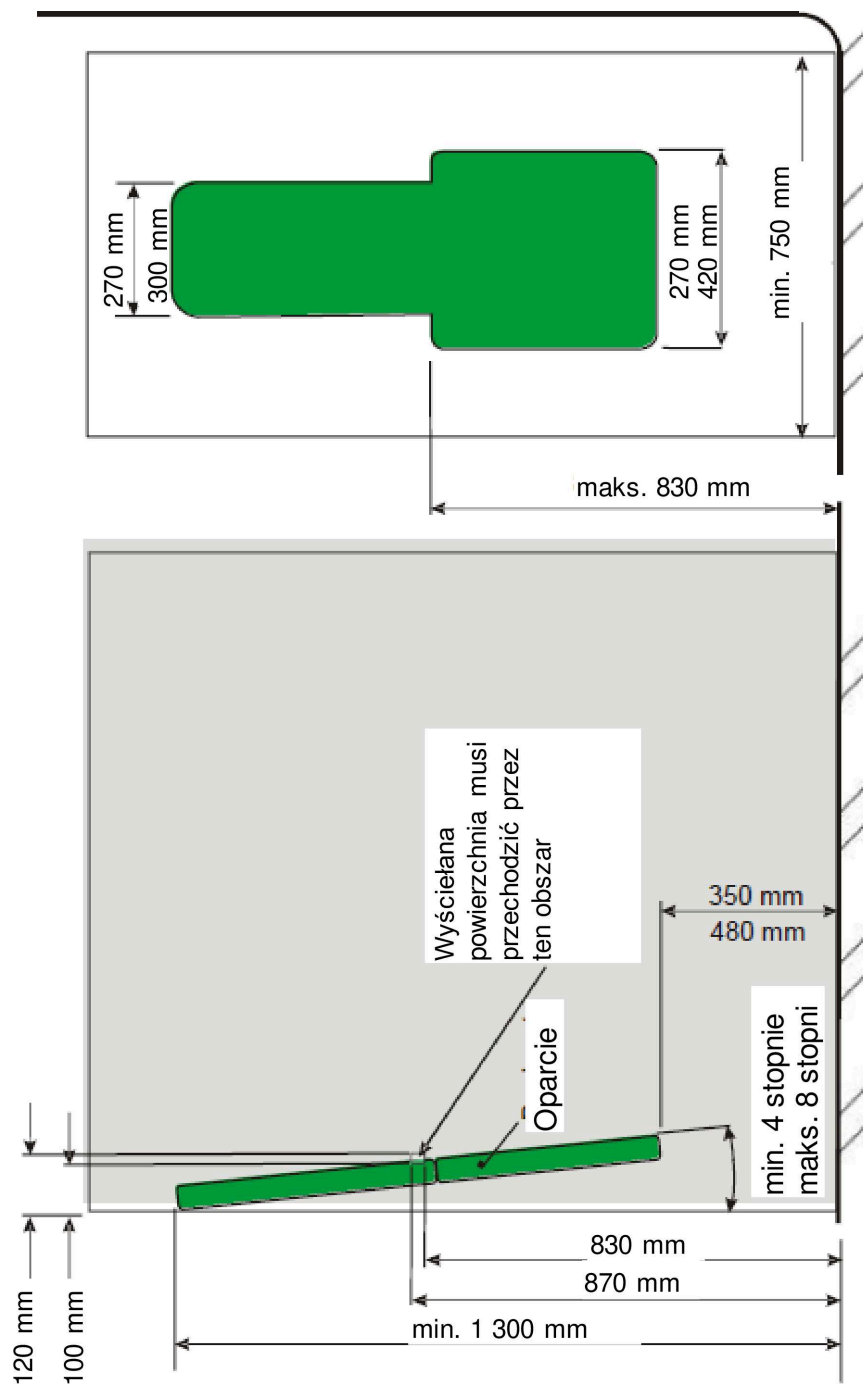 270 mm
300 mm
270 mm
420 mm
min. 750 mm
maks. 830 mm
Wyściełana
powierzchnia musi
przechodzić przez
ten obszar
Oparcie
350 mm
480 mm
min. 4 stopnie
maks. 8 stopni
830 mm
870 mm
min. 1 300 mm
120 mm
100 mm